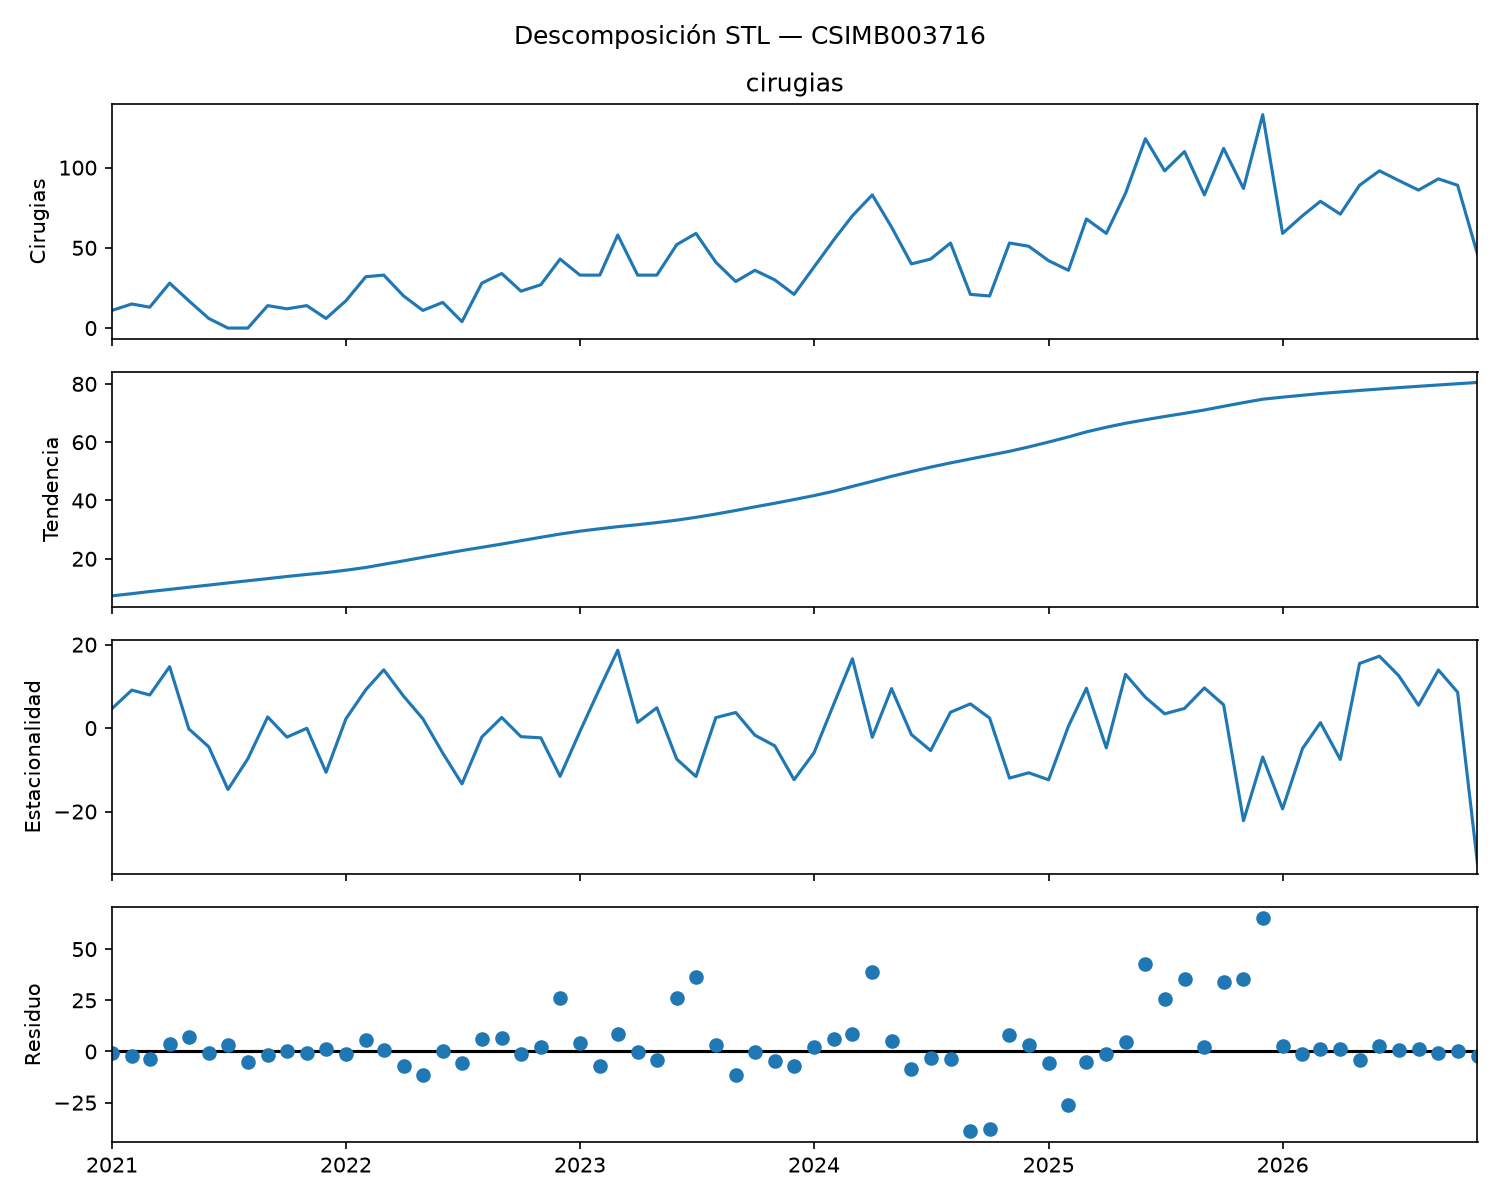 Descomposición STL — CSIMB003716
cirugias
Cirugias
100
50
0
Tendencia
80
60
40
20
Estacionalidad
20
0
−20
Residuo
50
25
0
−25
2021 2022 2023 2024 2025 2026